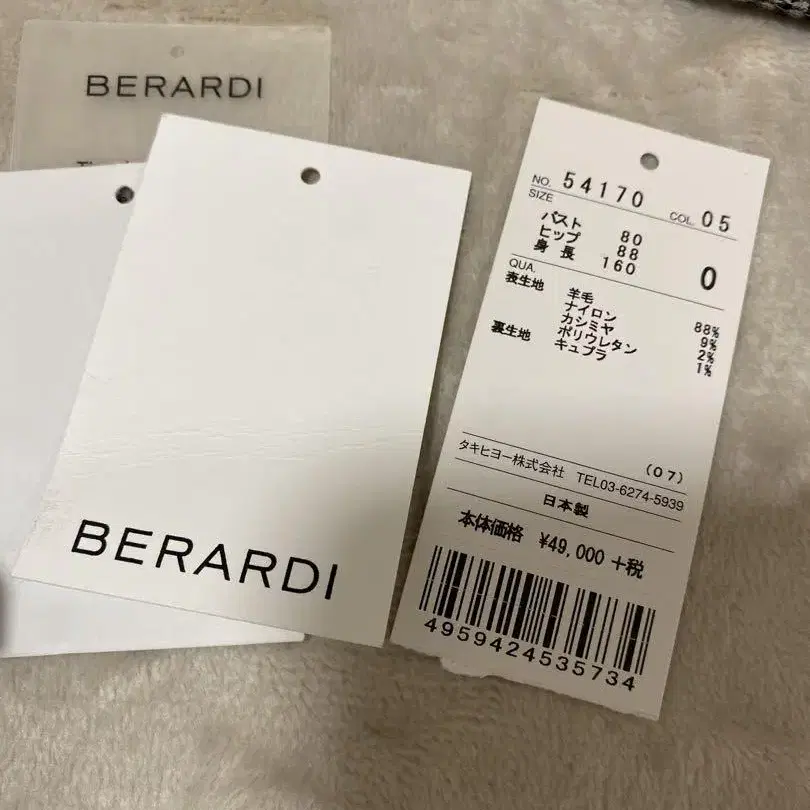 BERARDI
BERARDI
NO. 54170 COL. 05
SIZE
バスト 80
ヒップ 88
身長 160
0
QUA.
表生地 羊毛 88%
ナイロン 9%
カシミヤ 2%
ポリウレタン 1%
裏生地 キュプラ
(07)
タキヒヨー株式会社 TEL03-6274-5939
日本製
本体価格 ¥49,000+税
4959424535734